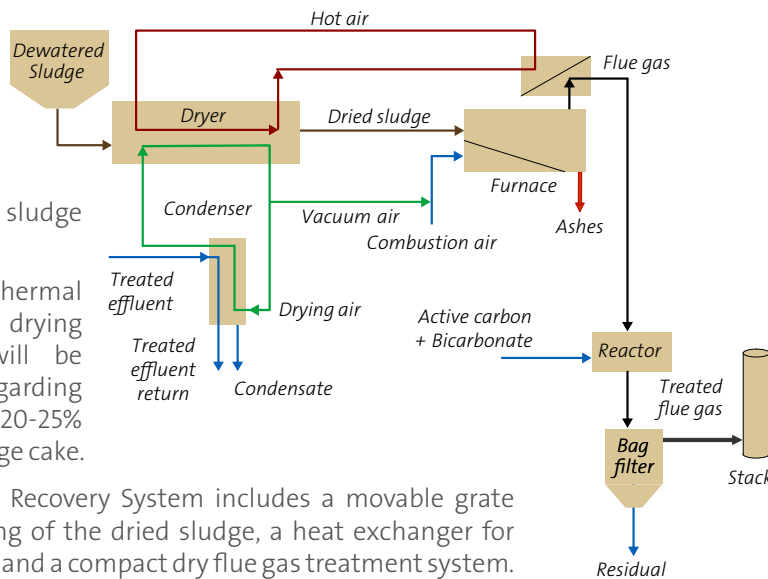 Hot air
Dewatered
Sludge
Flue gas
Dryer
Dried sludge
Furnace
Ashes
sludge
Condenser
Vacuum air
Combustion air
Treated
effluent
Drying air
Treated
effluent
return
Condensate
Active carbon
+ Bicarbonate
Reactor
Treated
flue gas
Bag
filter
Stack
Residual
hermal
drying
will be
garding
20-25%
ge cake.
Recovery System includes a movable grate
ng of the dried sludge, a heat exchanger for
and a compact dry flue gas treatment system.